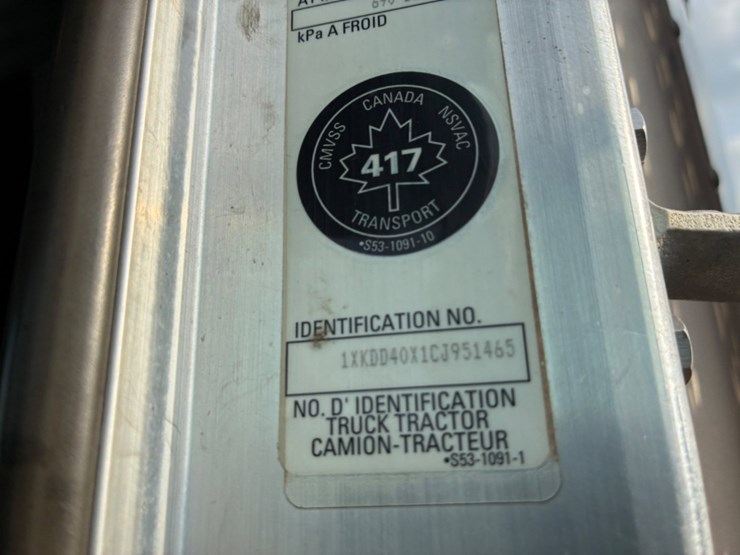 kPa A FROID
CMVSS CANADA NSVAC
417
TRANSPORT
•S53-1091-10
IDENTIFICATION NO.
1XKDD40X1CJ951465
NO. D' IDENTIFICATION
TRUCK TRACTOR
CAMION-TRACTEUR
•S53-1091-1